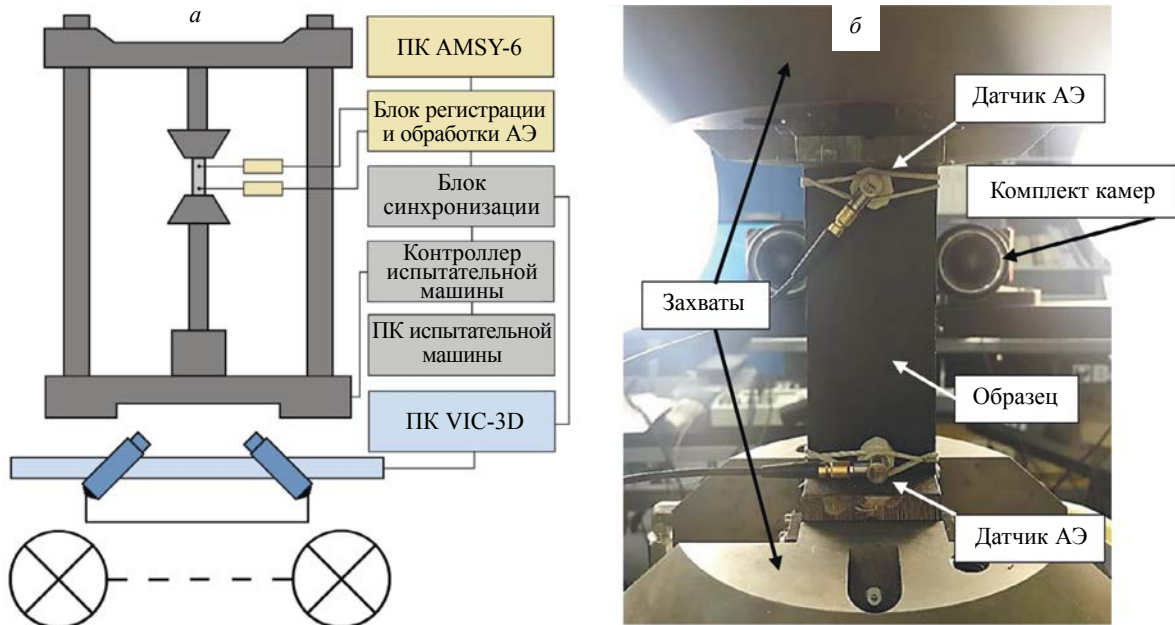 а
ПК AMSY-6
Блок регистрации
и обработки АЭ
Блок
синхронизации
Контроллер
испытательной
машины
ПК испытательной
машины
ПК VIC-3D
б
Датчик АЭ
Комплект камер
Захваты
Образец
Датчик АЭ